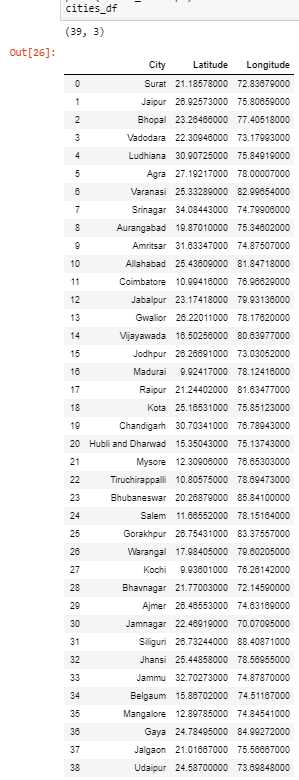 cities_df
(39, 3)
Out[26]:
City Latitude Longitude
0 Surat 21.18578000 72.83679000
1 Jaipur 26.92573000 75.80659000
2 Bhopal 23.26466000 77.40518000
3 Vadodara 22.30946000 73.17993000
4 Ludhiana 30.90725000 75.84919000
5 Agra 27.19217000 78.00007000
6 Varanasi 25.33289000 82.99654000
7 Srinagar 34.08443000 74.79906000
8 Aurangabad 19.87010000 75.34602000
9 Amritsar 31.63347000 74.87507000
10 Allahabad 25.43609000 81.84718000
11 Coimbatore 10.99416000 76.96629000
12 Jabalpur 23.17418000 79.93136000
13 Gwalior 26.22011000 78.17620000
14 Vijayawada 16.50256000 80.63977000
15 Jodhpur 26.26691000 73.03052000
16 Madurai 9.92417000 78.12416000
17 Raipur 21.24402000 81.63477000
18 Kota 25.16531000 75.85123000
19 Chandigarh 30.70341000 76.78943000
20 Hubli and Dharwad 15.35043000 75.13743000
21 Mysore 12.30906000 76.65303000
22 Tiruchirappalli 10.80575000 78.69473000
23 Bhubaneswar 20.26879000 85.84100000
24 Salem 11.66552000 78.15164000
25 Gorakhpur 26.75431000 83.37557000
26 Warangal 17.98405000 79.60205000
27 Kochi 9.93601000 76.26142000
28 Bhavnagar 21.77003000 72.14590000
29 Ajmer 26.46553000 74.63169000
30 Jamnagar 22.46919000 70.07095000
31 Siliguri 26.73244000 88.40871000
32 Jhansi 25.44858000 78.56955000
33 Jammu 32.70273000 74.87870000
34 Belgaum 15.86702000 74.51167000
35 Mangalore 12.89785000 74.84541000
36 Gaya 24.78495000 84.99272000
37 Jalgaon 21.01667000 75.56667000
38 Udaipur 24.58700000 73.69848000